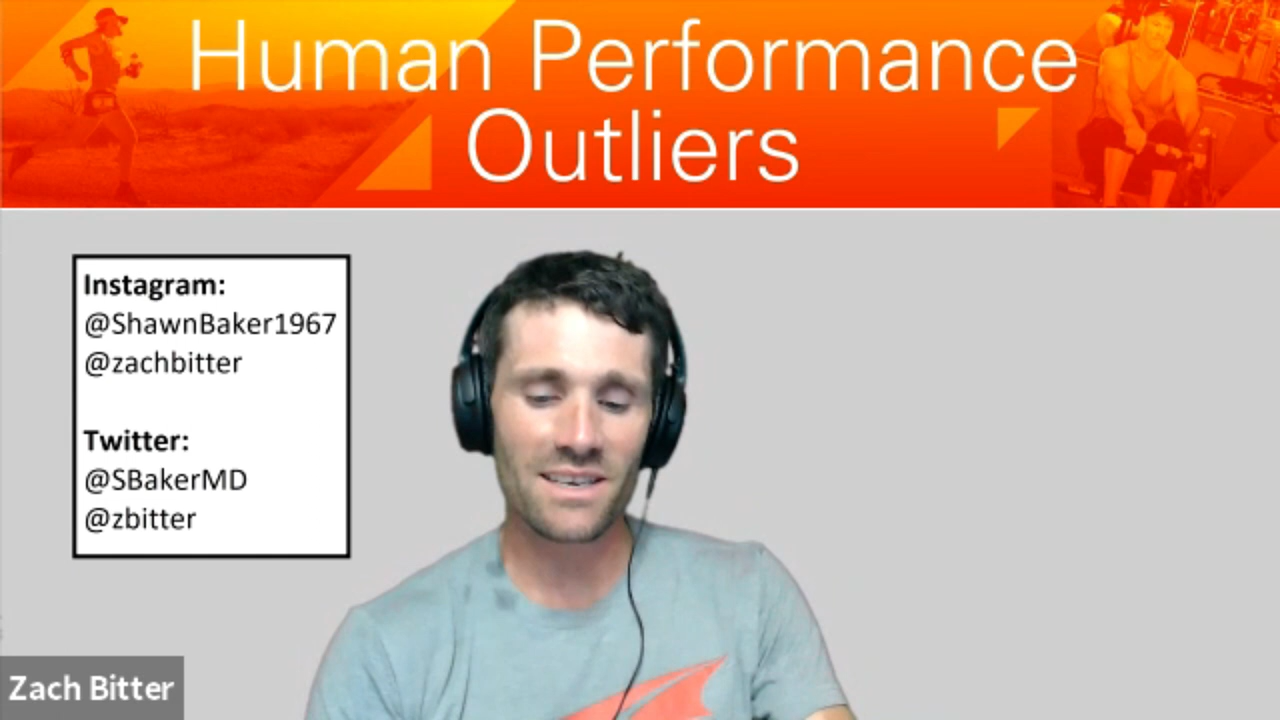 Human Performance
Outliers
Instagram:
@ShawnBaker1967
@zachbitter
Twitter:
@SBakerMD
@zbitter
Zach Bitter